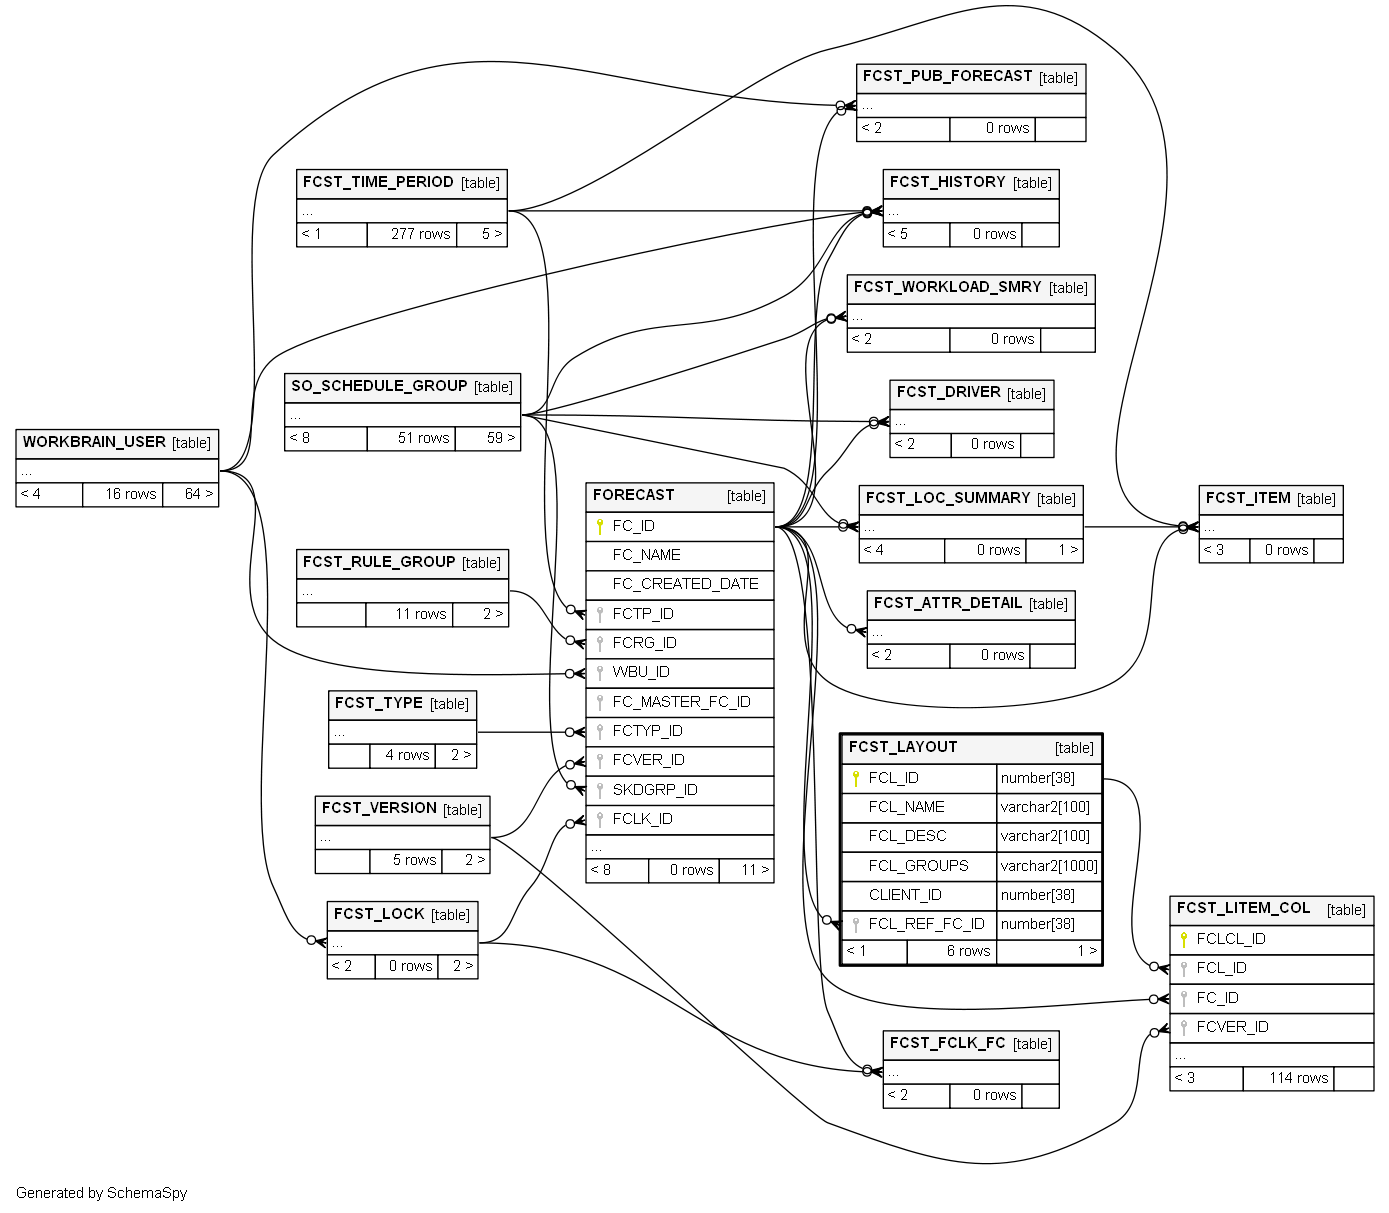 FCST_PUB_FORECAST [table]
...
< 2 0 rows
FCST_TIME_PERIOD [table]
...
< 1 277 rows 5 >
FCST_HISTORY [table]
...
< 5 0 rows
FCST_WORKLOAD_SMRY [table]
...
< 2 0 rows
SO_SCHEDULE_GROUP [table]
...
< 8 51 rows 59 >
FCST_DRIVER [table]
...
< 2 0 rows
WORKBRAIN_USER [table]
...
< 4 16 rows 64 >
FORECAST [table]
FC_ID
FC_NAME
FC_CREATED_DATE
FCTP_ID
FCRG_ID
WBU_ID
FC_MASTER_FC_ID
FCTYP_ID
FCVER_ID
SKDGRP_ID
FCLK_ID
...
< 8 0 rows 11 >
FCST_LOC_SUMMARY [table]
...
< 4 0 rows 1 >
FCST_ITEM [table]
...
< 3 0 rows
FCST_RULE_GROUP [table]
...
11 rows 2 >
FCST_ATTR_DETAIL [table]
...
< 2 0 rows
FCST_TYPE [table]
...
4 rows 2 >
FCST_LAYOUT [table]
FCL_ID number[38]
FCL_NAME varchar2[100]
FCL_DESC varchar2[100]
FCL_GROUPS varchar2[1000]
CLIENT_ID number[38]
FCL_REF_FC_ID number[38]
< 1 6 rows 1 >
FCST_VERSION [table]
...
5 rows 2 >
FCST_LOCK [table]
...
< 2 0 rows 2 >
FCST_LITEM_COL [table]
FCLCL_ID
FCL_ID
FC_ID
FCVER_ID
...
< 3 114 rows
FCST_FCLK_FC [table]
...
< 2 0 rows
Generated by SchemaSpy